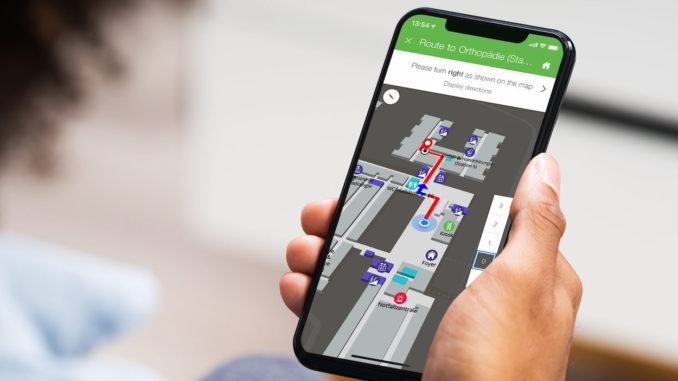 13:54
Route to Orthopädie (Sta...
Please turn right as shown on the map
Display directions
3
2
1
0
Kiosk
Foyer
Notfallzentrale